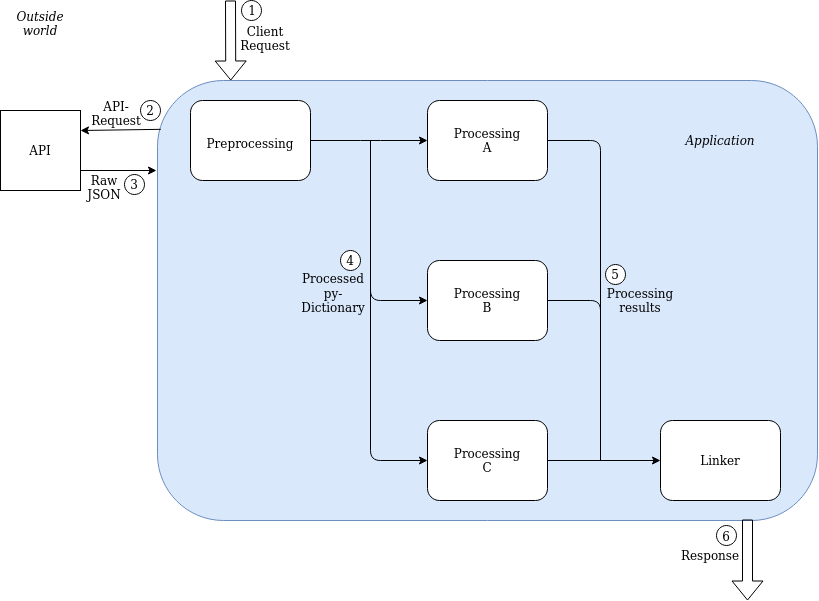 Outside
world
1
Client
Request
API-
Request
2
API
Raw
JSON
3
Preprocessing
Processing
A
Application
4
Processed
py-
Dictionary
Processing
B
5
Processing
results
Processing
C
Linker
6
Response